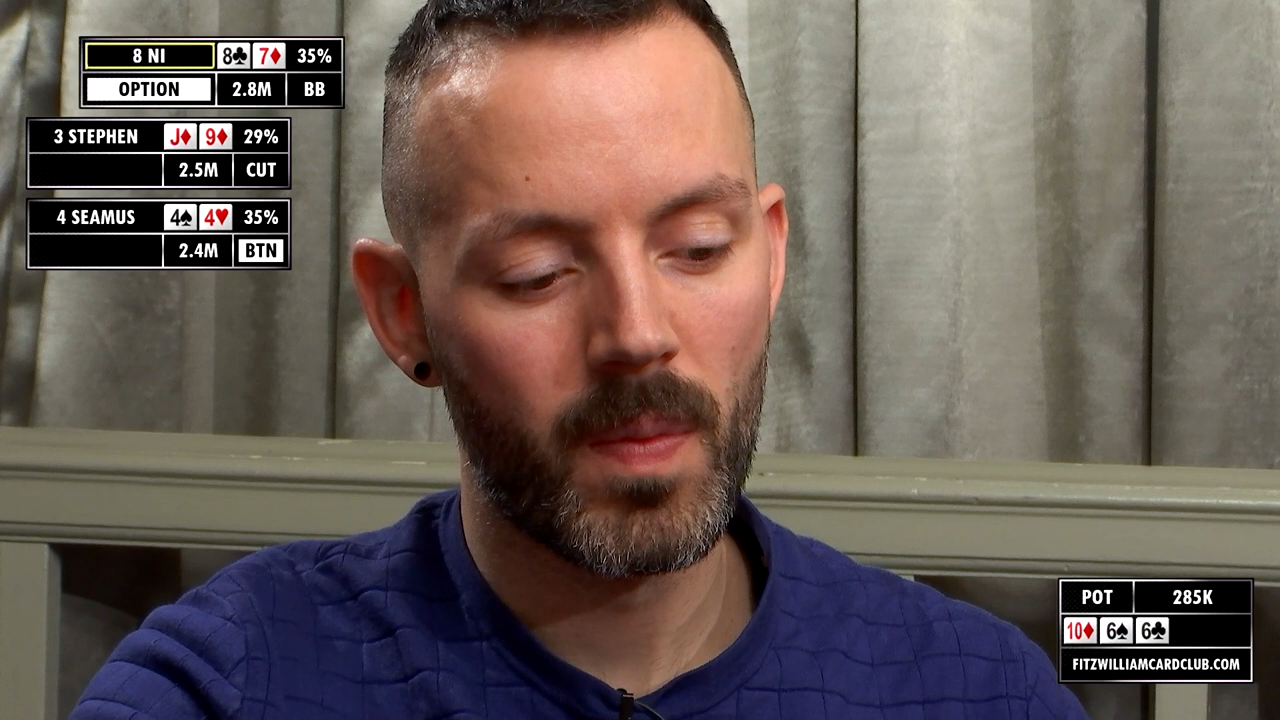 8 NI 8♣ 7♦ 35%
OPTION 2.8M BB
3 STEPHEN J♦ 9♦ 29%
2.5M CUT
4 SEAMUS 4♠ 4♥ 35%
2.4M BTN
POT 285K
10♦ 6♠ 6♣
FITZWILLIAMCARDCLUB.COM